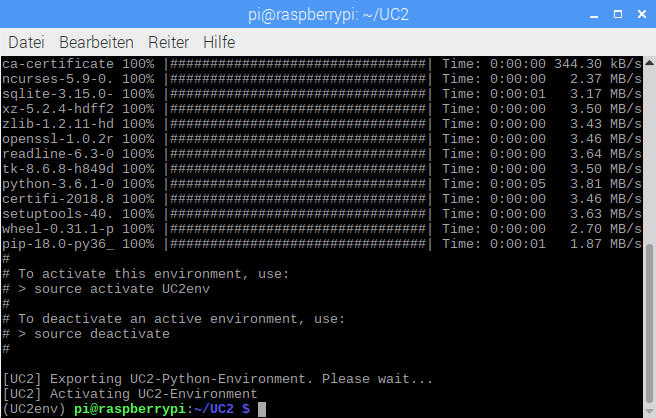 pi@raspberrypi: ~/UC2
Datei Bearbeiten Reiter Hilfe
ca-certificate 100% |################################| Time: 0:00:00 344.30 kB/s
ncurses-5.9-0. 100% |################################| Time: 0:00:00   2.37 MB/s
sqlite-3.15.0- 100% |################################| Time: 0:00:01   3.17 MB/s
xz-5.2.4-hdff2 100% |################################| Time: 0:00:00   3.50 MB/s
zlib-1.2.11-hd 100% |################################| Time: 0:00:00   3.43 MB/s
openssl-1.0.2r 100% |################################| Time: 0:00:00   3.46 MB/s
readline-6.3-0 100% |################################| Time: 0:00:00   3.64 MB/s
tk-8.6.8-h849d 100% |################################| Time: 0:00:00   3.50 MB/s
python-3.6.1-0 100% |################################| Time: 0:00:05   3.81 MB/s
certifi-2018.8 100% |################################| Time: 0:00:00   3.46 MB/s
setuptools-40. 100% |################################| Time: 0:00:00   3.63 MB/s
wheel-0.31.1-p 100% |################################| Time: 0:00:00   2.70 MB/s
pip-18.0-py36_ 100% |################################| Time: 0:00:01   1.87 MB/s
#
# To activate this environment, use:
# > source activate UC2env
#
# To deactivate an active environment, use:
# > source deactivate
#
[UC2] Exporting UC2-Python-Environment. Please wait...
[UC2] Activating UC2-Environment
(UC2env) pi@raspberrypi:~/UC2 $